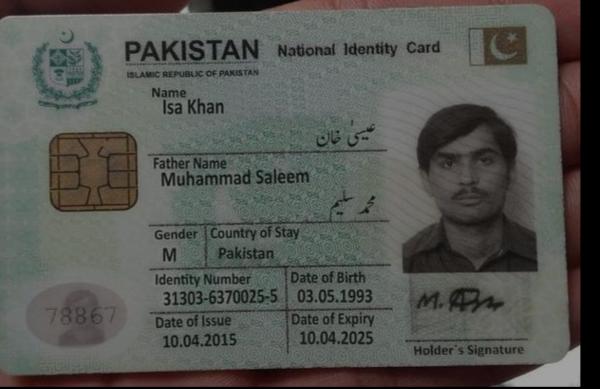 PAKISTAN National Identity Card
ISLAMIC REPUBLIC OF PAKISTAN
Name
Isa Khan
عیسیٰ خان
Father Name
Muhammad Saleem
محمد سلیم
Gender Country of Stay
M Pakistan
Identity Number Date of Birth
31303-6370025-5 03.05.1993
Date of Issue Date of Expiry
10.04.2015 10.04.2025
78867
Holder's Signature